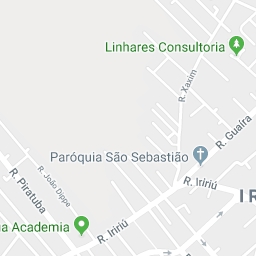 Linhares Consultoria
R. Xaxim
R. Guaíra
Paróquia São Sebastião
R. Iririú
R. Piratuba
R. João Dippe
Academia
R. Iririú